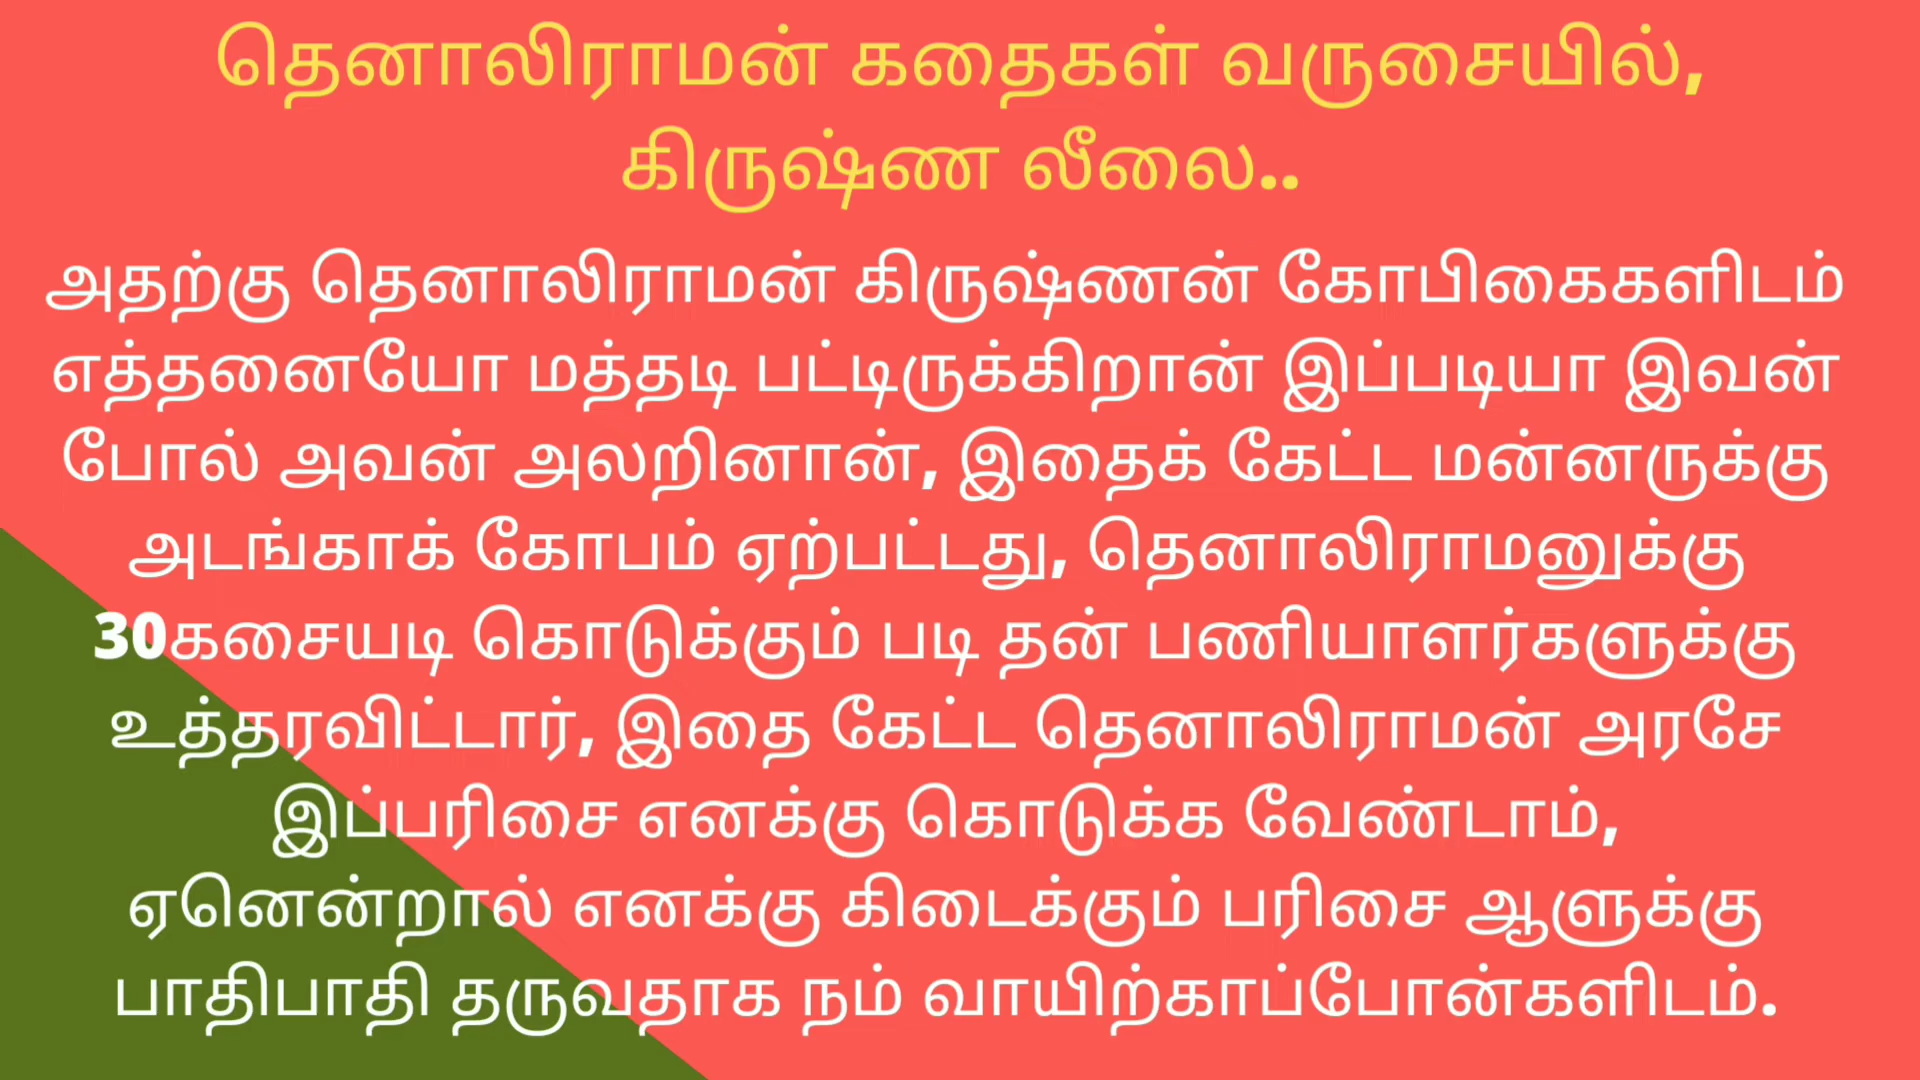 தெனாலிராமன் கதைகள் வருசையில்,
கிருஷ்ண லீலை..
அதற்கு தெனாலிராமன் கிருஷ்ணன் கோபிகைகளிடம்
எத்தனையோ மத்தடி பட்டிருக்கிறான் இப்படியா இவன்
போல் அவன் அலறினான், இதைக் கேட்ட மன்னருக்கு
அடங்காக் கோபம் ஏற்பட்டது, தெனாலிராமனுக்கு
30கசையடி கொடுக்கும் படி தன் பணியாளர்களுக்கு
உத்தரவிட்டார், இதை கேட்ட தெனாலிராமன் அரசே
இப்பரிசை எனக்கு கொடுக்க வேண்டாம்,
ஏனென்றால் எனக்கு கிடைக்கும் பரிசை ஆளுக்கு
பாதிபாதி தருவதாக நம் வாயிற்காப்போன்களிடம்.